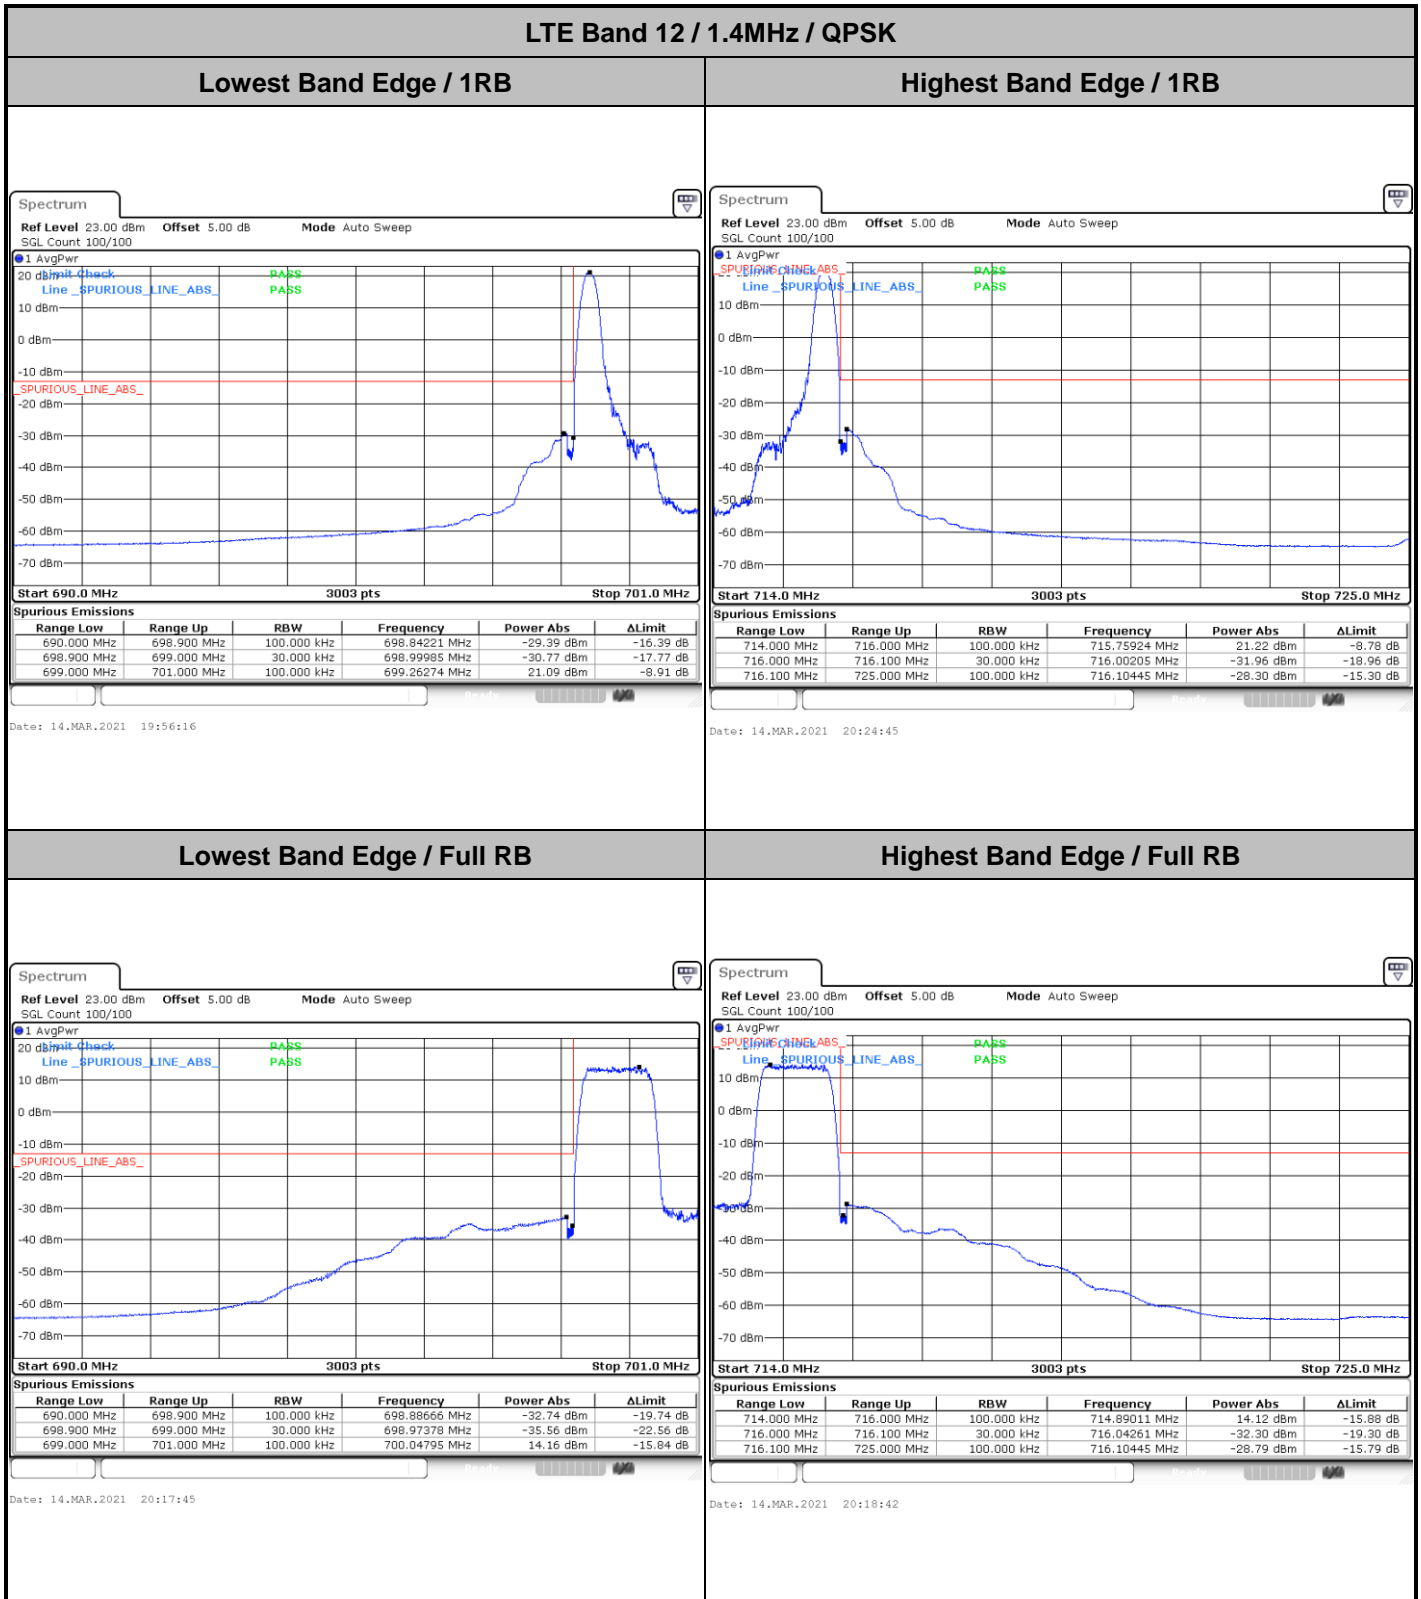 LTE Band 12 / 1.4MHz / QPSK
Lowest Band Edge / 1RB
Highest Band Edge / 1RB
Spectrum
Ref Level 23.00 dBm Offset 5.00 dB Mode Auto Sweep
SGL Count 100/100
1 AvgPwr
20 dBm
Limit Check PASS
Line _SPURIOUS_LINE_ABS_ PASS
10 dBm
0 dBm
-10 dBm
_SPURIOUS_LINE_ABS_
-20 dBm
-30 dBm
-40 dBm
-50 dBm
-60 dBm
-70 dBm
Start 690.0 MHz 3003 pts Stop 701.0 MHz
Spurious Emissions
Range Low Range Up RBW Frequency Power Abs ΔLimit
690.000 MHz 698.900 MHz 100.000 kHz 698.84221 MHz -29.39 dBm -16.39 dB
698.900 MHz 699.000 MHz 30.000 kHz 698.99985 MHz -30.77 dBm -17.77 dB
699.000 MHz 701.000 MHz 100.000 kHz 699.26274 MHz 21.09 dBm -8.91 dB
Ready
Date: 14.MAR.2021 19:56:16
Spectrum
Ref Level 23.00 dBm Offset 5.00 dB Mode Auto Sweep
SGL Count 100/100
1 AvgPwr
_SPURIOUS_LINE_ABS_
Limit Check PASS
Line _SPURIOUS_LINE_ABS_ PASS
10 dBm
0 dBm
-10 dBm
-20 dBm
-30 dBm
-40 dBm
-50 dBm
-60 dBm
-70 dBm
Start 714.0 MHz 3003 pts Stop 725.0 MHz
Spurious Emissions
Range Low Range Up RBW Frequency Power Abs ΔLimit
714.000 MHz 716.000 MHz 100.000 kHz 715.75924 MHz 21.22 dBm -8.78 dB
716.000 MHz 716.100 MHz 30.000 kHz 716.00205 MHz -31.96 dBm -18.96 dB
716.100 MHz 725.000 MHz 100.000 kHz 716.10445 MHz -28.30 dBm -15.30 dB
Ready
Date: 14.MAR.2021 20:24:45
Lowest Band Edge / Full RB
Highest Band Edge / Full RB
Spectrum
Ref Level 23.00 dBm Offset 5.00 dB Mode Auto Sweep
SGL Count 100/100
1 AvgPwr
20 dBm
Limit Check PASS
Line _SPURIOUS_LINE_ABS_ PASS
10 dBm
0 dBm
-10 dBm
_SPURIOUS_LINE_ABS_
-20 dBm
-30 dBm
-40 dBm
-50 dBm
-60 dBm
-70 dBm
Start 690.0 MHz 3003 pts Stop 701.0 MHz
Spurious Emissions
Range Low Range Up RBW Frequency Power Abs ΔLimit
690.000 MHz 698.900 MHz 100.000 kHz 698.88666 MHz -32.74 dBm -19.74 dB
698.900 MHz 699.000 MHz 30.000 kHz 698.97378 MHz -35.56 dBm -22.56 dB
699.000 MHz 701.000 MHz 100.000 kHz 700.04795 MHz 14.16 dBm -15.84 dB
Ready
Date: 14.MAR.2021 20:17:45
Spectrum
Ref Level 23.00 dBm Offset 5.00 dB Mode Auto Sweep
SGL Count 100/100
1 AvgPwr
_SPURIOUS_LINE_ABS_
Limit Check PASS
Line _SPURIOUS_LINE_ABS_ PASS
10 dBm
0 dBm
-10 dBm
-20 dBm
-30 dBm
-40 dBm
-50 dBm
-60 dBm
-70 dBm
Start 714.0 MHz 3003 pts Stop 725.0 MHz
Spurious Emissions
Range Low Range Up RBW Frequency Power Abs ΔLimit
714.000 MHz 716.000 MHz 100.000 kHz 714.89011 MHz 14.12 dBm -15.88 dB
716.000 MHz 716.100 MHz 30.000 kHz 716.04261 MHz -32.30 dBm -19.30 dB
716.100 MHz 725.000 MHz 100.000 kHz 716.10445 MHz -28.79 dBm -15.79 dB
Ready
Date: 14.MAR.2021 20:18:42